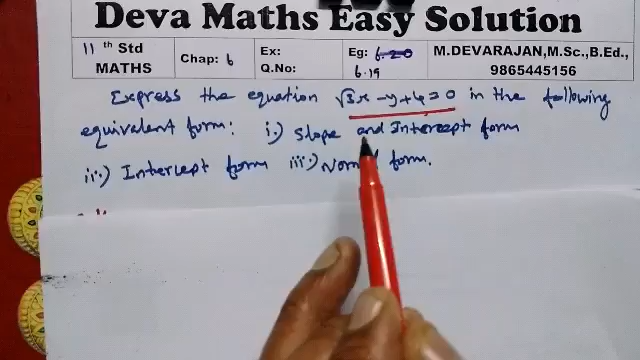 Deva Maths Easy Solution
11th Std MATHS
Chap: 6
Ex:
Q.No:
Eg: 6.20
6.19
M.DEVARAJAN,M.Sc.,B.Ed.,
9865445156
Express the equation √3x - y + 4 = 0 in the following
equivalent form: i.) Slope and Intercept form
ii.) Intercept form iii.) Normal form.